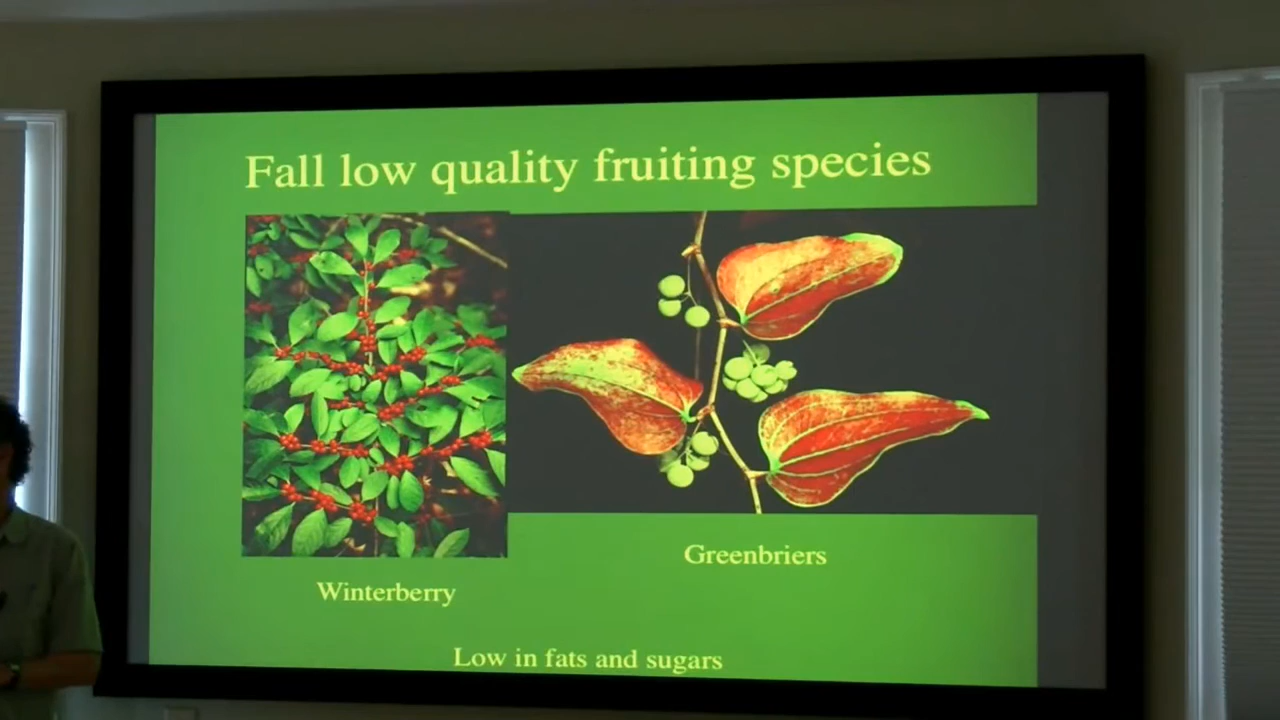 Fall low quality fruiting species
Greenbriers
Winterberry
Low in fats and sugars